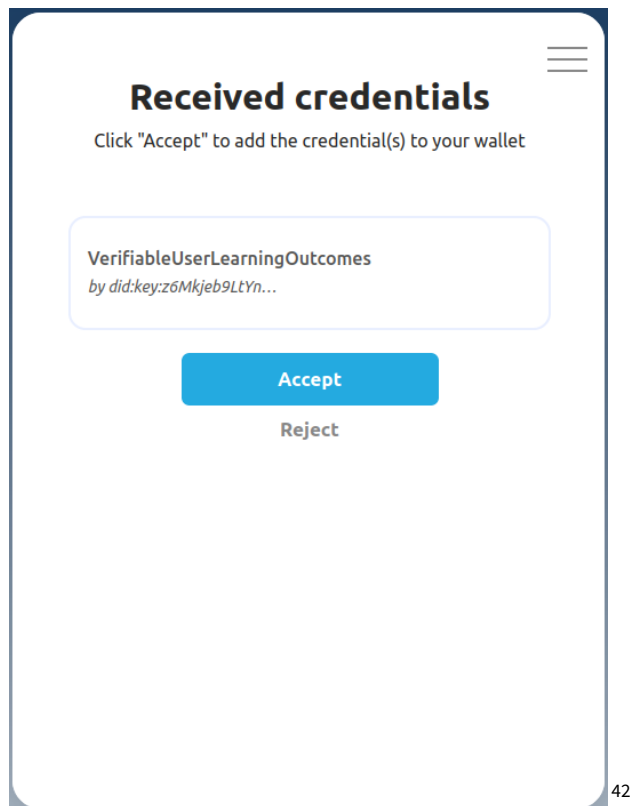 Received credentials
Click "Accept" to add the credential(s) to your wallet
VerifiableUserLearningOutcomes
by did:key:z6Mkjeb9LtYn...
Accept
Reject
42